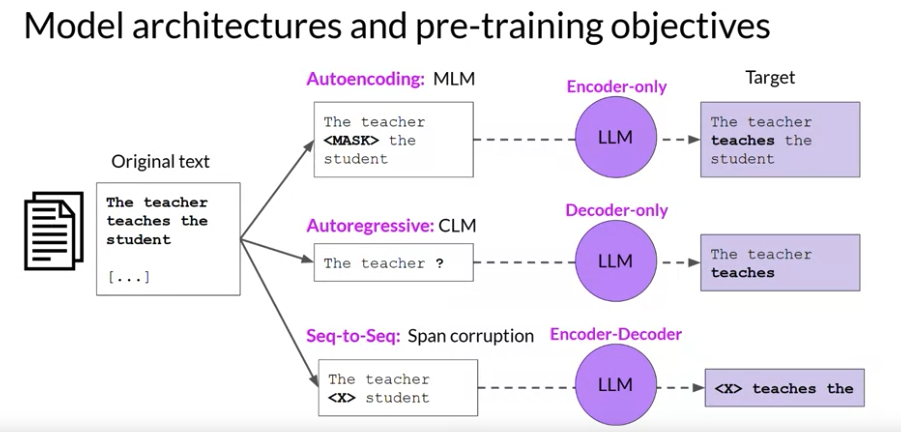 Model architectures and pre-training objectives
Original text
The teacher
teaches the
student
[...]
Autoencoding: MLM
The teacher
<MASK> the
student
Encoder-only
LLM
Target
The teacher
teaches the
student
Autoregressive: CLM
The teacher ?
Decoder-only
LLM
The teacher
teaches
Seq-to-Seq: Span corruption
The teacher
<X> student
Encoder-Decoder
LLM
<X> teaches the